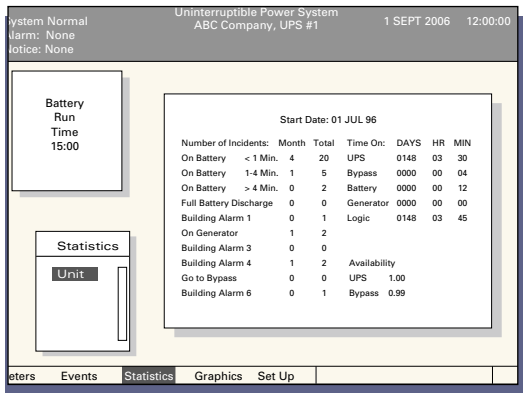 ystem Normal
Uninterruptible Power System
1 SEPT 2006 12:00:00
larm: None
ABC Company, UPS #1
otice: None
Battery
Run
Time
15:00
Start Date: 01 JUL 96
Number of Incidents: Month Total Time On: DAYS HR MIN
On Battery < 1 Min. 4 20 UPS 0148 03 30
On Battery 1-4 Min. 1 5 Bypass 0000 00 04
On Battery > 4 Min. 0 2 Battery 0000 00 12
Full Battery Discharge 0 0 Generator 0000 00 00
Building Alarm 1 0 1 Logic 0148 03 45
On Generator 1 2
Building Alarm 3 0 0
Building Alarm 4 1 2 Availability
Go to Bypass 0 0 UPS 1.00
Building Alarm 6 0 1 Bypass 0.99
Statistics
Unit
eters Events Statistics Graphics Set Up